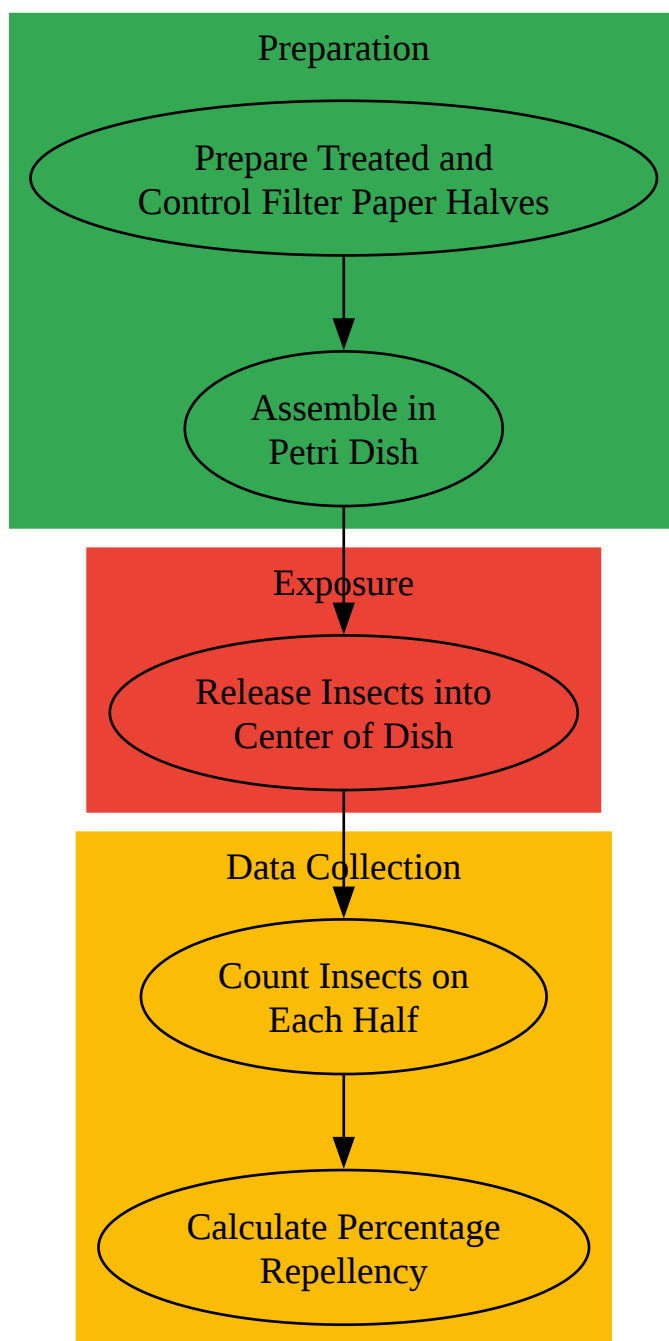 Preparation
Prepare Treated and
Control Filter Paper Halves
Assemble in
Petri Dish
Exposure
Release Insects into
Center of Dish
Data Collection
Count Insects on
Each Half
Calculate Percentage
Repellency